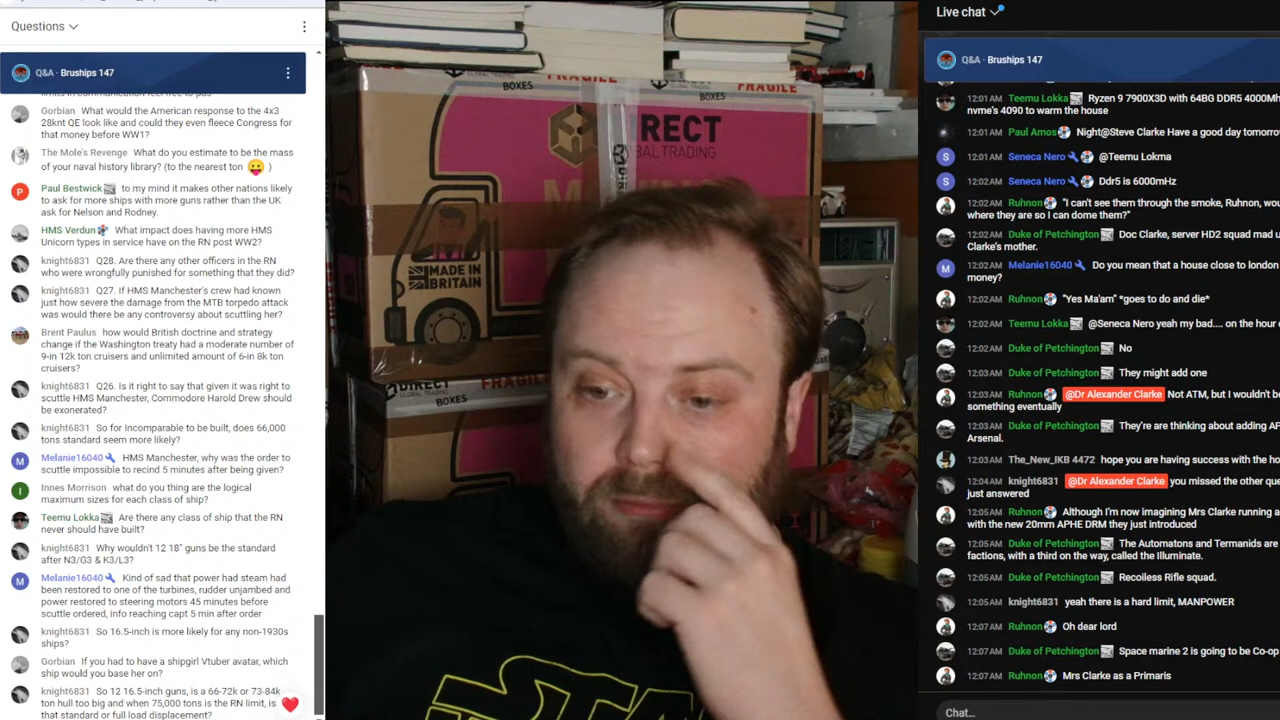 Questions
Q&A · Bruships 147
limits in communication feel free to pas
Gorbian What would the American response to the 4x3
28knt QE look like and could they even fleece Congress for
that money before WW1?
The Mole's Revenge What do you estimate to be the mass
of your naval history library? (to the nearest ton 😛 )
Paul Bestwick to my mind it makes other nations likely
to ask for more ships with more guns rather than the UK
ask for Nelson and Rodney.
HMS Verdun What impact does having more HMS
Unicorn types in service have on the RN post WW2?
knight6831 Q28. Are there any other officers in the RN
who were wrongfully punished for something that they did?
knight6831 Q27. If HMS Manchester's crew had known
just how severe the damage from the MTB torpedo attack
was would there be any controversy about scuttling her?
Brent Paulus how would British doctrine and strategy
change if the Washington treaty had a moderate number of
9-in 12k ton cruisers and unlimited amount of 6-in 8k ton
cruisers?
knight6831 Q26. Is it right to say that given it was right to
scuttle HMS Manchester, Commodore Harold Drew should
be exonerated?
knight6831 So for Incomparable to be built, does 66,000
tons standard seem more likely?
Melanie16040 HMS Manchester, why was the order to
scuttle impossible to recind 5 minutes after being given?
Innes Morrison what do you thing are the logical
maximum sizes for each class of ship?
Teemu Lokka Are there any class of ship that the RN
never should have built?
knight6831 Why wouldn't 12 18" guns be the standard
after N3/G3 & K3/L3?
Melanie16040 Kind of sad that power had steam had
been restored to one of the turbines, rudder unjambed and
power restored to steering motors 45 minutes before
scuttle ordered, info reaching capt 5 min after order
knight6831 So 16.5-inch is more likely for any non-1930s
ships?
Gorbian If you had to have a shipgirl Vtuber avatar, which
ship would you base her on?
knight6831 So 12 16.5-inch guns, is a 66-72k or 73-84k
ton hull too big and when 75,000 tons is the RN limit, is
that standard or full load displacement?
FRAGILE
BOXES
BOXES
FRAGILE
DIRECT
GLOBAL TRADING
MADE IN
BRITAIN
DIRECT
GLOBAL TRADING
FRAGILE
BOXES
STA
Live chat
Q&A · Bruships 147
Teemu Lokka Ryzen 9 7900X3D with 64BG DDR5 4000Mh
nvme's 4090 to warm the house
12:01 AM Paul Amos Night@Steve Clarke Have a good day tomorro
12:01 AM Seneca Nero @Teemu Lokma
12:02 AM Seneca Nero Ddr5 is 6000mHz
12:02 AM Ruhnon "I can't see them through the smoke, Ruhnon, wou
where they are so I can dome them?"
12:02 AM Duke of Petchington Doc Clarke, server HD2 squad mad u
Clarke's mother.
12:02 AM Melanie16040 Do you mean that a house close to london
money?
12:02 AM Ruhnon "Yes Ma'am" *goes to do and die*
12:02 AM Teemu Lokka @Seneca Nero yeah my bad.... on the hour
12:02 AM Duke of Petchington No
12:03 AM Duke of Petchington They might add one
12:03 AM Ruhnon @Dr Alexander Clarke Not ATM, but I wouldn't b
something eventually
12:03 AM Duke of Petchington They're are thinking about adding AP
Arsenal.
12:03 AM The_New_IKB 4472 hope you are having success with the ho
12:04 AM knight6831 @Dr Alexander Clarke you missed the other que
just answered
12:05 AM Ruhnon Although I'm now imagining Mrs Clarke running a
with the new 20mm APHE DRM they just introduced
12:05 AM Duke of Petchington The Automatons and Termanids are
factions, with a third on the way, called the Illuminate.
12:05 AM Duke of Petchington Recoiless Rifle squad.
12:05 AM knight6831 yeah there is a hard limit, MANPOWER
12:07 AM Ruhnon Oh dear lord
12:07 AM Duke of Petchington Space marine 2 is going to be Co-op
12:07 AM Ruhnon Mrs Clarke as a Primaris
Chat...